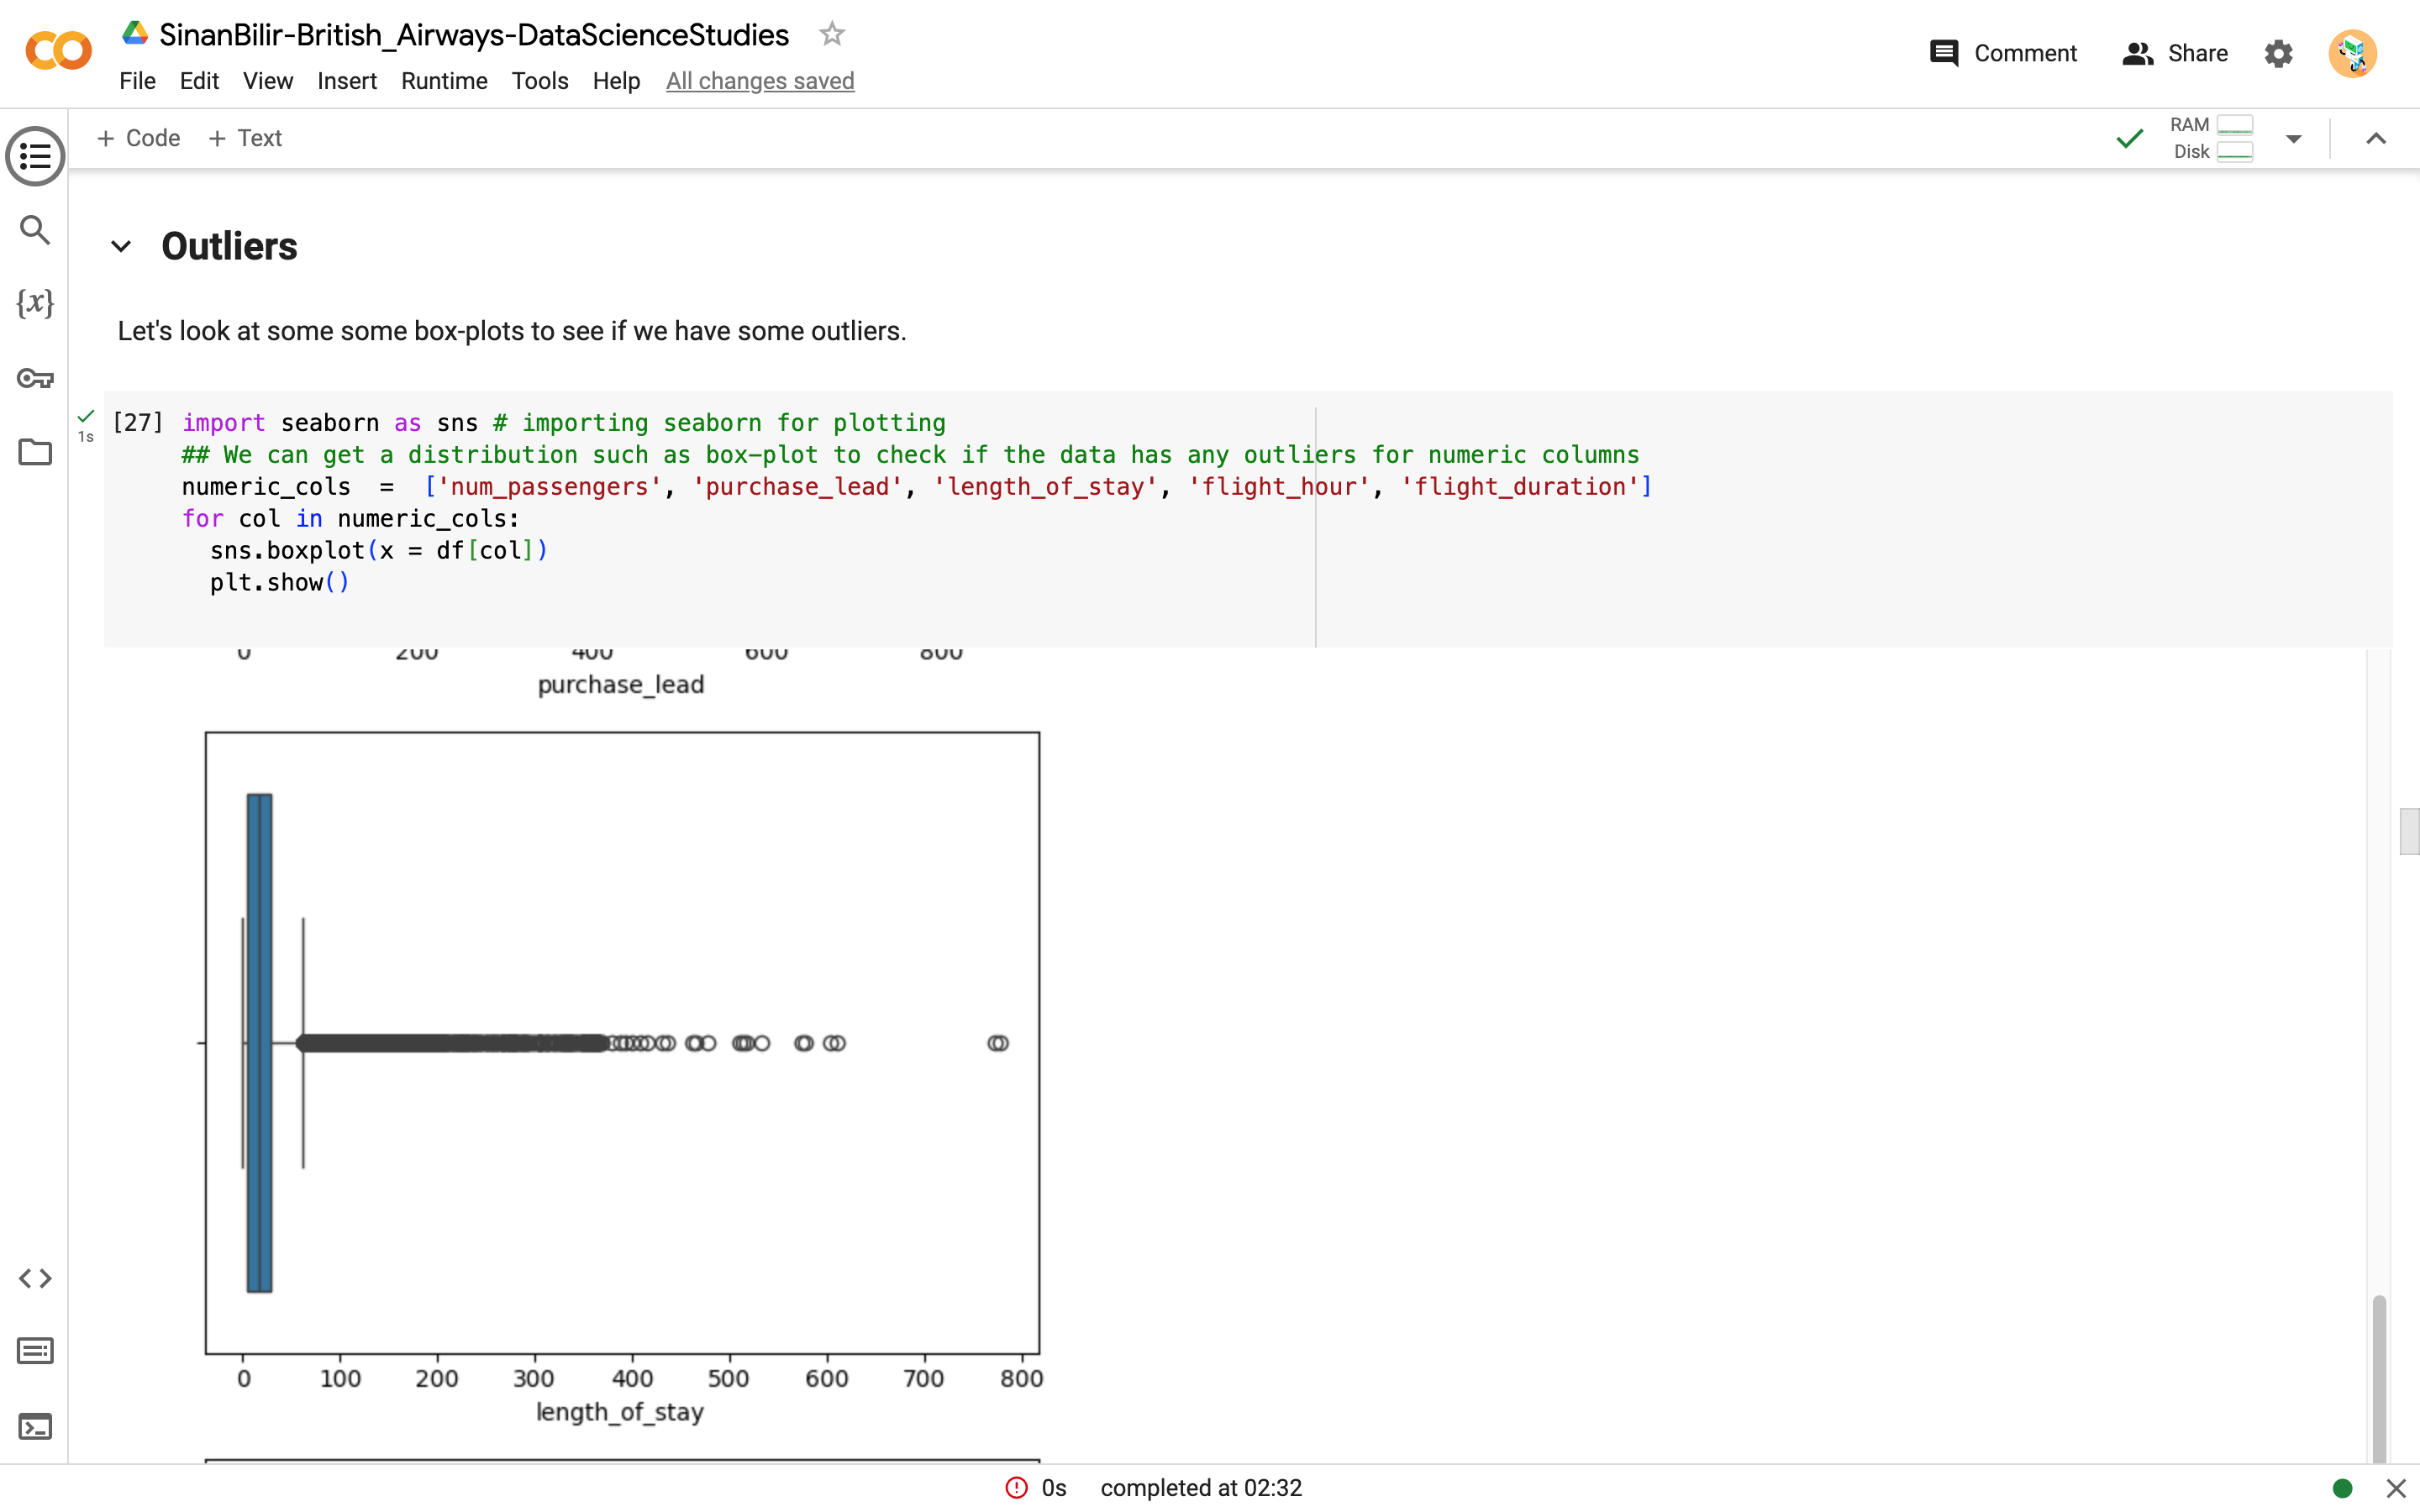 SinanBilir-British_Airways-DataScienceStudies
File Edit View Insert Runtime Tools Help All changes saved
Comment Share
+ Code + Text
RAM
Disk
Outliers
{x}
Let's look at some some box-plots to see if we have some outliers.
1s
[27] import seaborn as sns # importing seaborn for plotting
## We can get a distribution such as box-plot to check if the data has any outliers for numeric columns
numeric_cols = ['num_passengers', 'purchase_lead', 'length_of_stay', 'flight_hour', 'flight_duration']
for col in numeric_cols:
sns.boxplot(x = df[col])
plt.show()
0 200 400 600 800
purchase_lead
0 100 200 300 400 500 600 700 800
length_of_stay
0s completed at 02:32